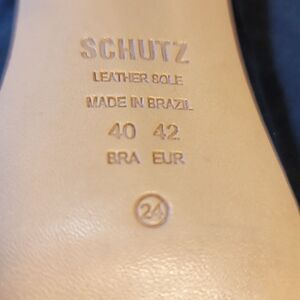 SCHUTZ
LEATHER SOLE
MADE IN BRAZIL
40 42
BRA EUR
24